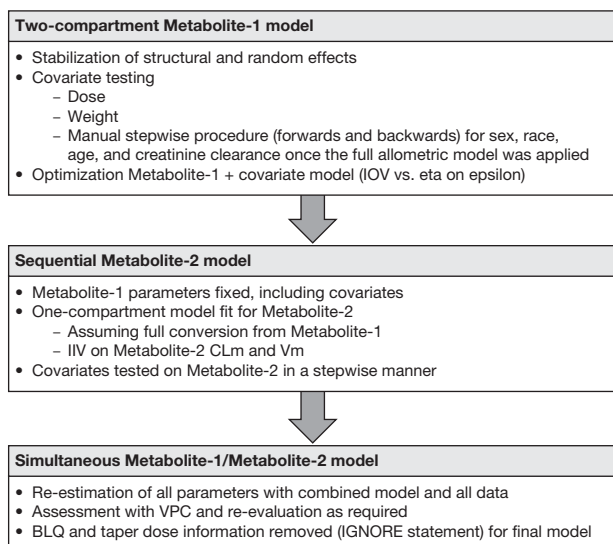 Two-compartment Metabolite-1 model
• Stabilization of structural and random effects
• Covariate testing
– Dose
– Weight
– Manual stepwise procedure (forwards and backwards) for sex, race,
age, and creatinine clearance once the full allometric model was applied
• Optimization Metabolite-1 + covariate model (IOV vs. eta on epsilon)
Sequential Metabolite-2 model
• Metabolite-1 parameters fixed, including covariates
• One-compartment model fit for Metabolite-2
– Assuming full conversion from Metabolite-1
– IIV on Metabolite-2 CLm and Vm
• Covariates tested on Metabolite-2 in a stepwise manner
Simultaneous Metabolite-1/Metabolite-2 model
• Re-estimation of all parameters with combined model and all data
• Assessment with VPC and re-evaluation as required
• BLQ and taper dose information removed (IGNORE statement) for final model